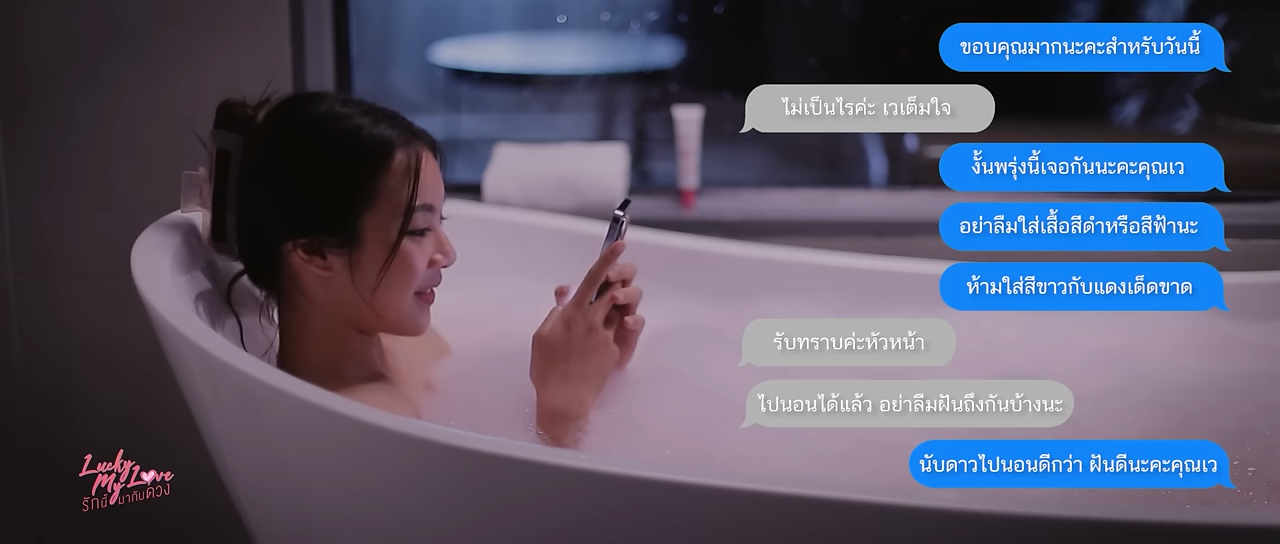 ขอบคุณมากนะคะสำหรับวันนี้
ไม่เป็นไรค่ะ เวเต็มใจ
งั้นพรุ่งนี้เจอกันนะคะคุณเว
อย่าลืมใส่เสื้อสีดำหรือสีฟ้านะ
ห้ามใส่สีขาวกับแดงเด็ดขาด
รับทราบค่ะหัวหน้า
ไปนอนได้แล้ว อย่าลืมฝันถึงกันบ้างนะ
นับดาวไปนอนดีกว่า ฝันดีนะคะคุณเว
Lucky
My Love
รักนี้มากับดวง